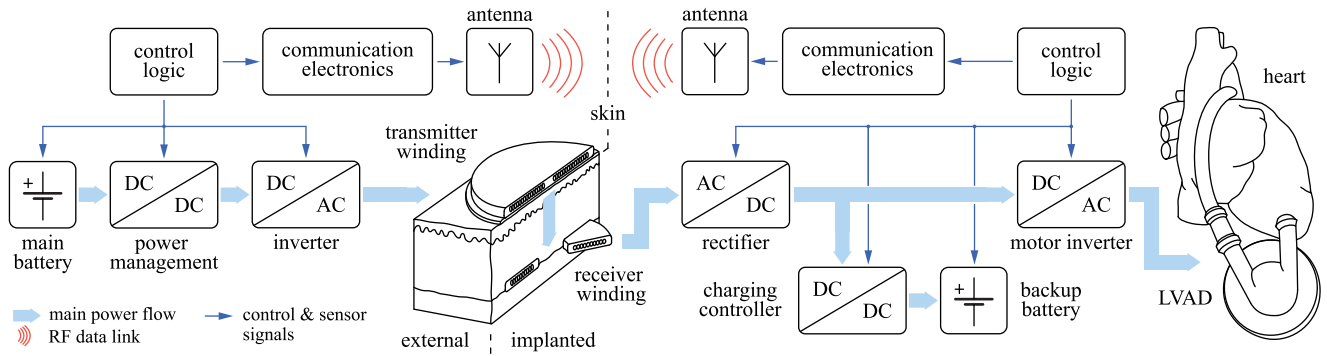 antenna
antenna
control
logic
communication
electronics
communication
electronics
control
logic
heart
skin
transmitter
winding
+
DC
DC
DC
AC
AC
DC
DC
AC
main
battery
power
management
inverter
rectifier
motor inverter
receiver
winding
charging
controller
DC
DC
+
backup
battery
LVAD
main power flow
RF data link
control & sensor
signals
external
implanted